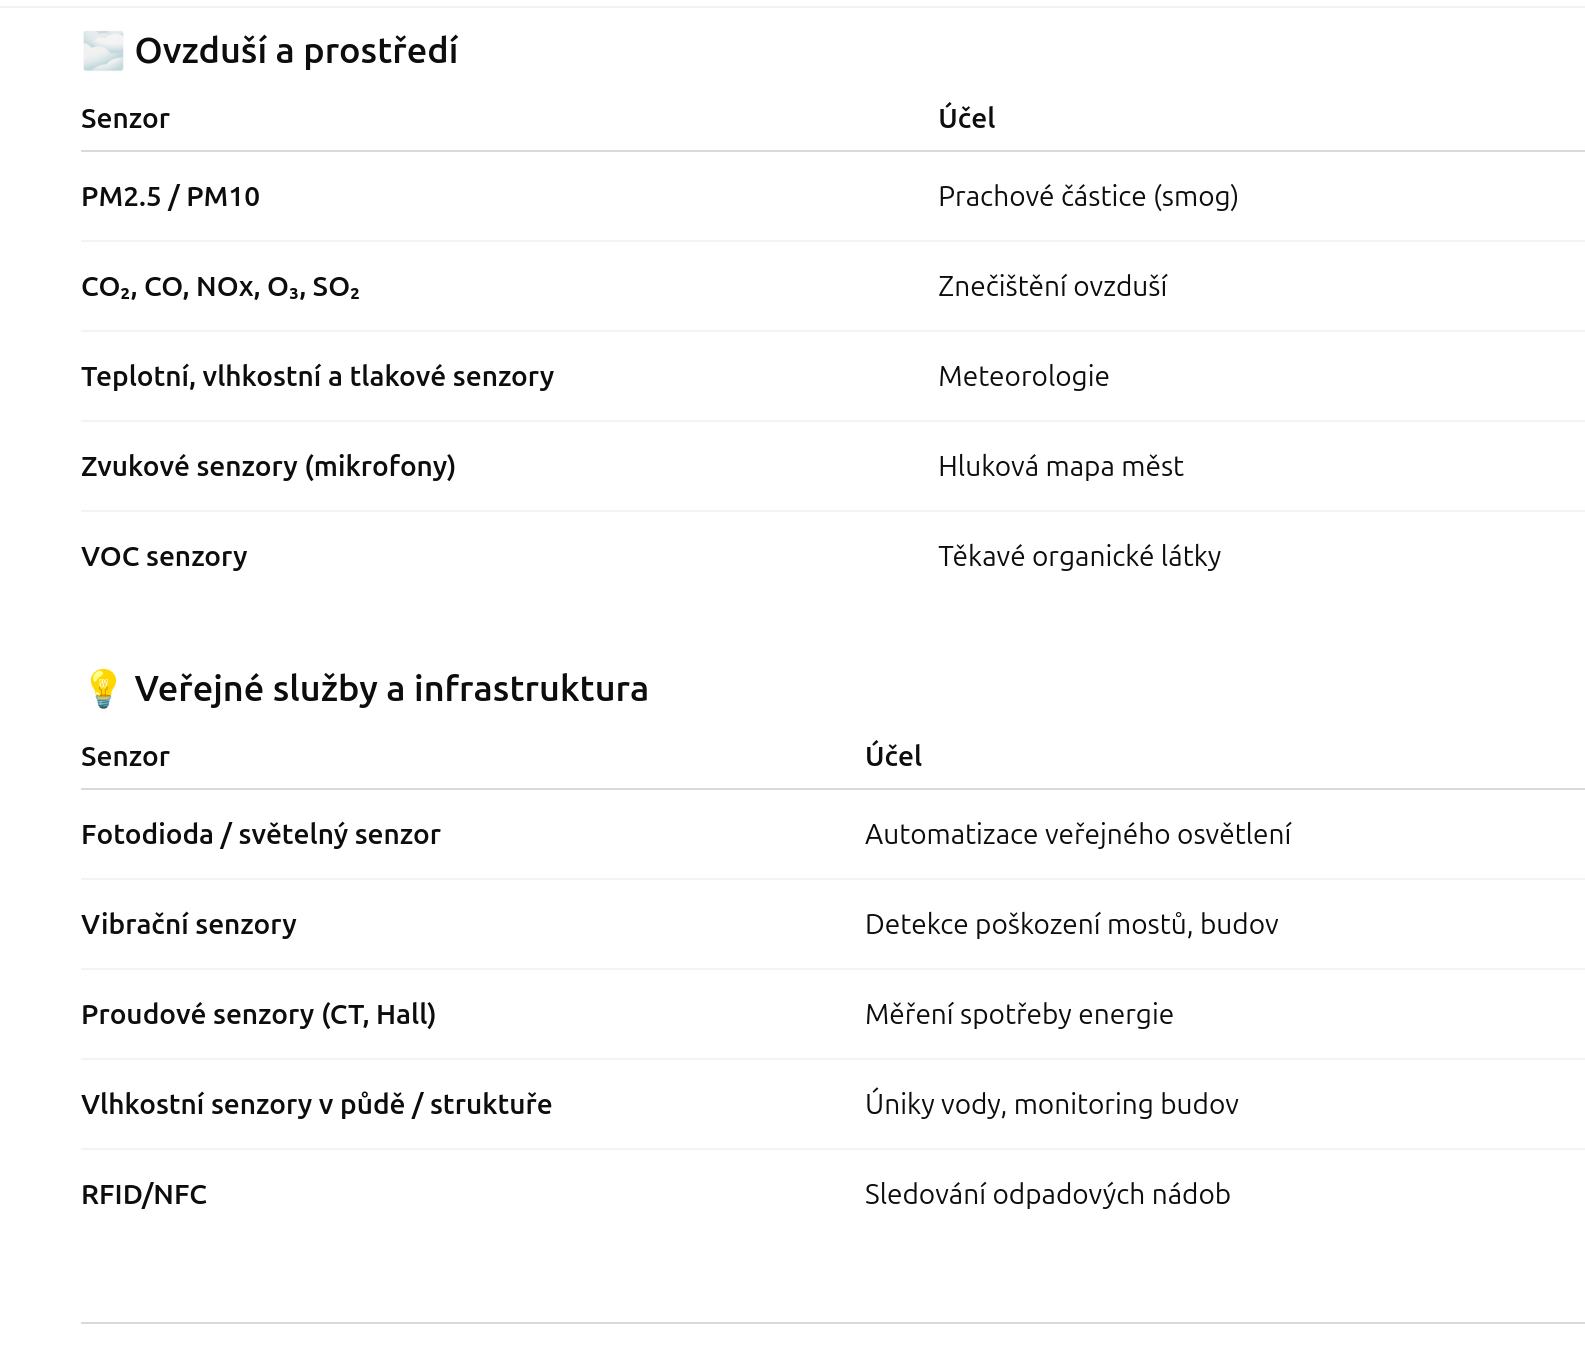 🌫️ Ovzduší a prostředí
Senzor Účel
PM2.5 / PM10 Prachové částice (smog)
CO₂, CO, NOx, O₃, SO₂ Znečištění ovzduší
Teplotní, vlhkostní a tlakové senzory Meteorologie
Zvukové senzory (mikrofony) Hluková mapa měst
VOC senzory Těkavé organické látky
💡 Veřejné služby a infrastruktura
Senzor Účel
Fotodioda / světelný senzor Automatizace veřejného osvětlení
Vibrační senzory Detekce poškození mostů, budov
Proudové senzory (CT, Hall) Měření spotřeby energie
Vlhkostní senzory v půdě / struktuře Úniky vody, monitoring budov
RFID/NFC Sledování odpadových nádob